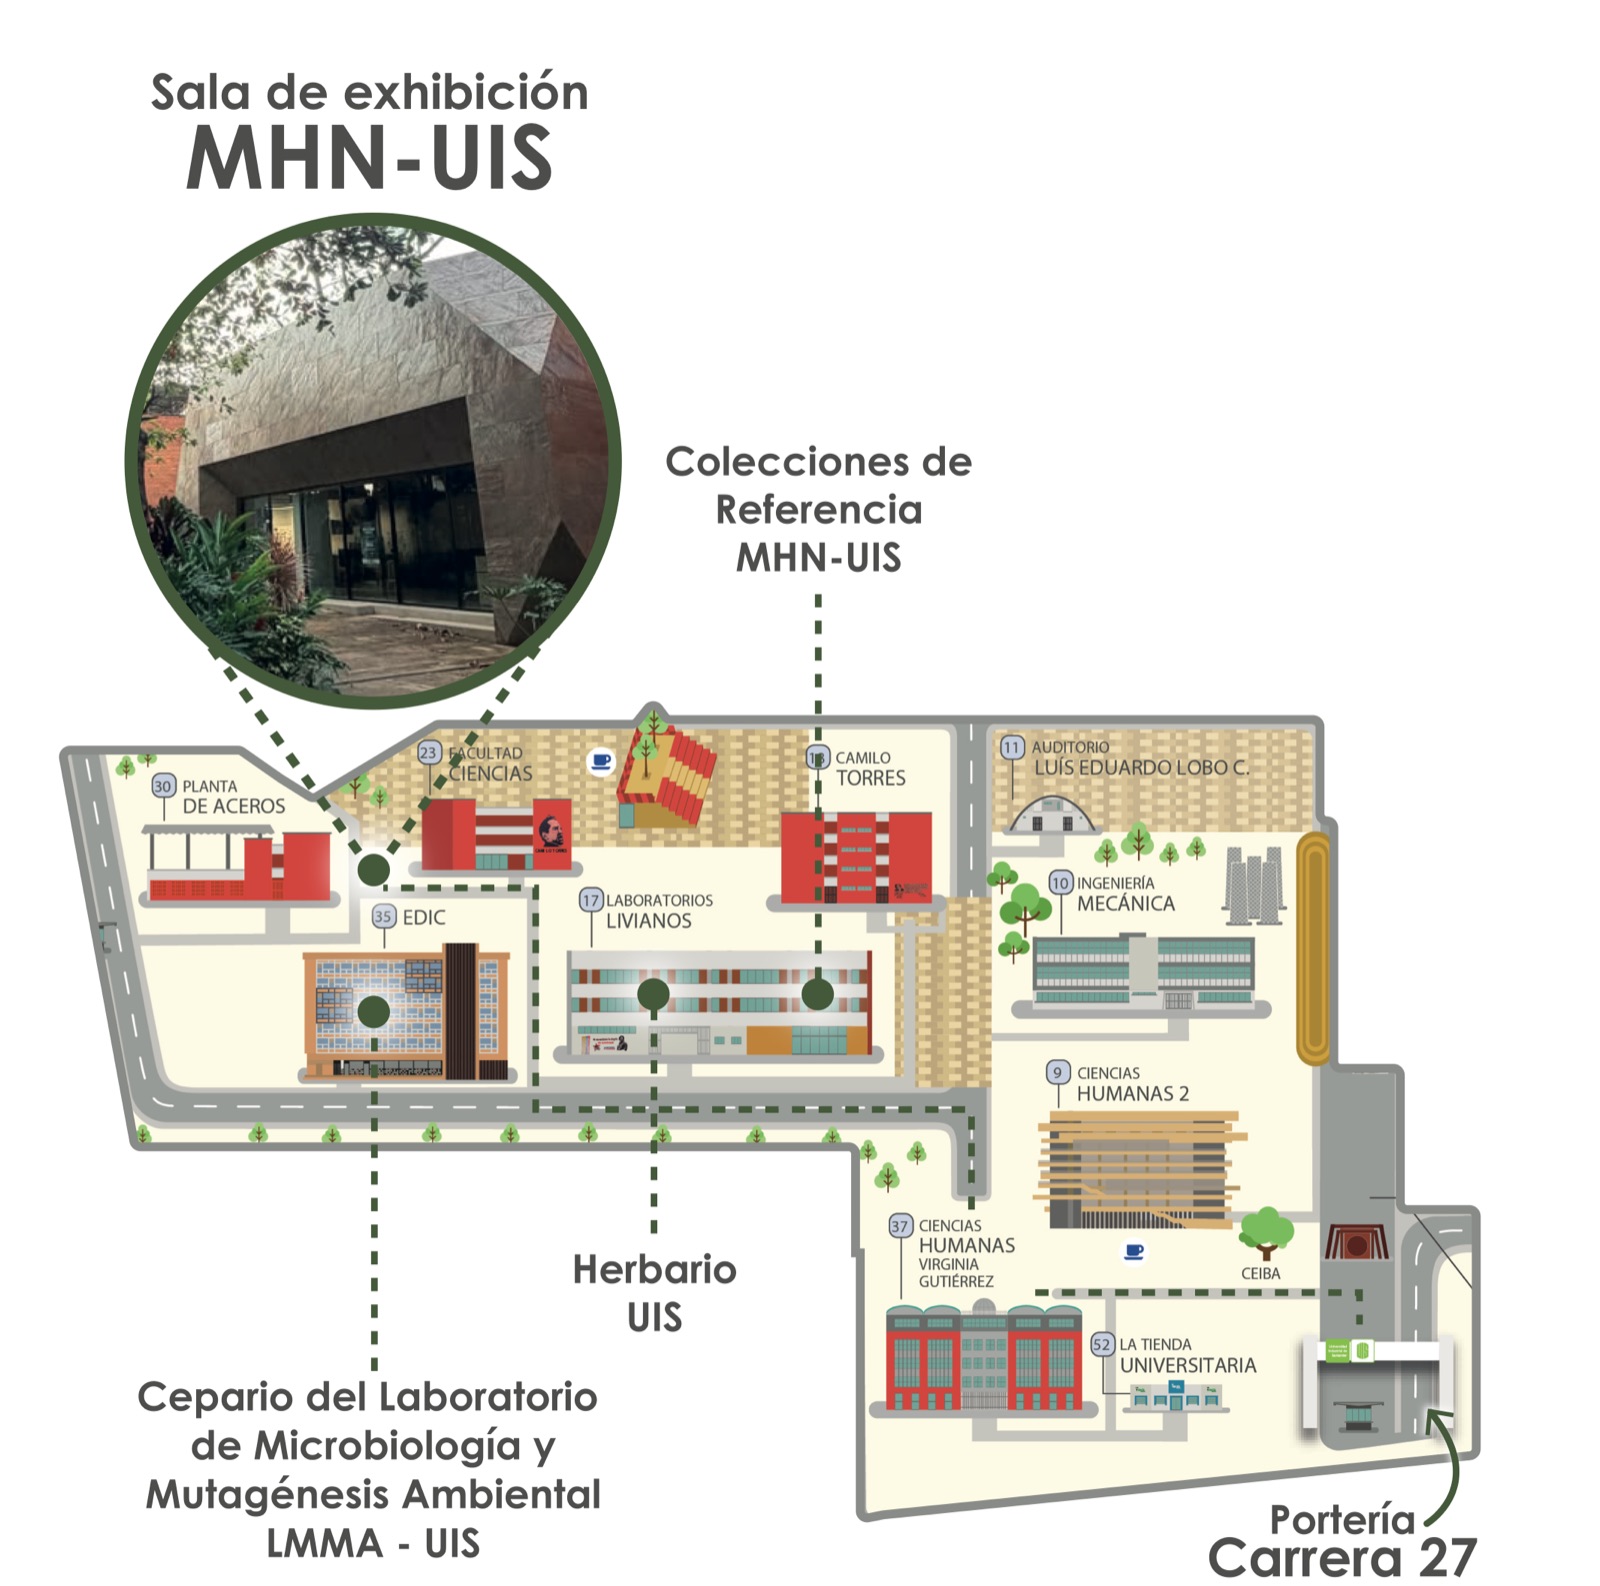 Sala de exhibición
MHN-UIS
Colecciones de
Referencia
MHN-UIS
23
FACULTAD
CIENCIAS
30
PLANTA
DE ACEROS
CAMILO
TORRES
11
AUDITORIO
LUÍS EDUARDO LOBO C.
10
INGENIERÍA
MECÁNICA
17
LABORATORIOS
LIVIANOS
35
EDIC
9
CIENCIAS
HUMANAS 2
37
CIENCIAS
HUMANAS
VIRGINIA
GUTIÉRREZ
CEIBA
52
LA TIENDA
UNIVERSITARIA
Herbario
UIS
Cepario del Laboratorio
de Microbiología y
Mutagénesis Ambiental
LMMA - UIS
Portería
Carrera 27